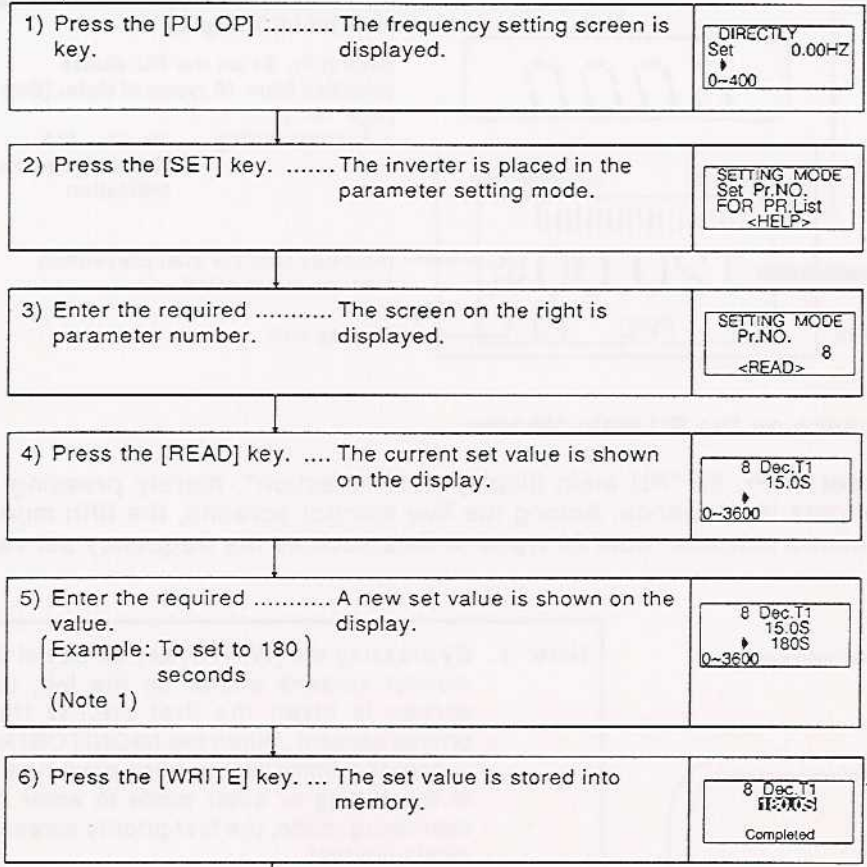 1) Press the [PU OP] .......... The frequency setting screen is
key. displayed.
DIRECTLY
Set 0.00HZ
0~400
2) Press the [SET] key. ....... The inverter is placed in the
parameter setting mode.
SETTING MODE
Set Pr.NO.
FOR PR.List
<HELP>
3) Enter the required .......... The screen on the right is
parameter number. displayed.
SETTING MODE
Pr.NO.
8
<READ>
4) Press the [READ] key. .... The current set value is shown
on the display.
8 Dec.T1
15.0S
0~3600
5) Enter the required .......... A new set value is shown on the
value. display.
Example: To set to 180
seconds
(Note 1)
8 Dec.T1
15.0S
180S
0~3600
6) Press the [WRITE] key. ... The set value is stored into
memory.
8 Dec.T1
180.0S
Completed